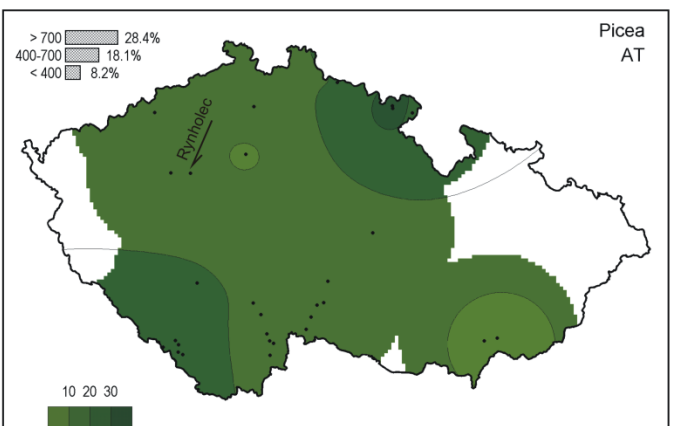 > 700 28.4%
400-700 18.1%
< 400 8.2%
Picea
AT
Rynholec
10 20 30